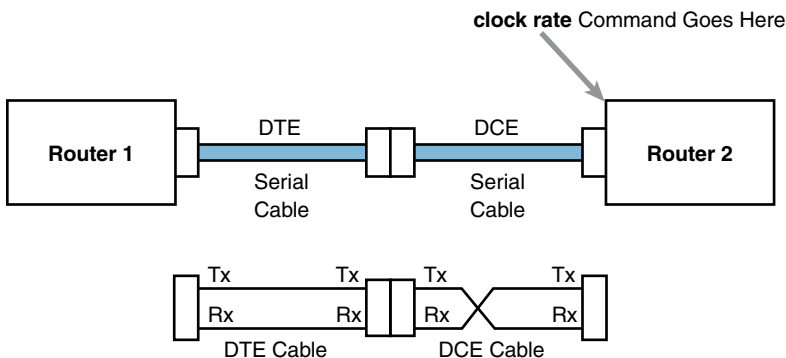 clock rate Command Goes Here
DTE
DCE
Router 1
Router 2
Serial
Cable
Serial
Cable
Tx
Tx
Tx
Tx
Rx
Rx
Rx
Rx
DTE Cable
DCE Cable